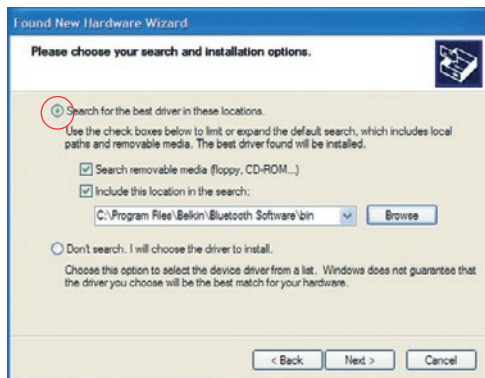 Found New Hardware Wizard
Please choose your search and installation options.
Search for the best driver in these locations.
Use the check boxes below to limit or expand the default search, which includes local
paths and removable media. The best driver found will be installed.
Search removable media (floppy, CD-ROM...)
Include this location in the search:
C:\Program Files\Belkin\Bluetooth Software\bin
Browse
Don't search. I will choose the driver to install.
Choose this option to select the device driver from a list. Windows does not guarantee that
the driver you choose will be the best match for your hardware.
< Back
Next >
Cancel